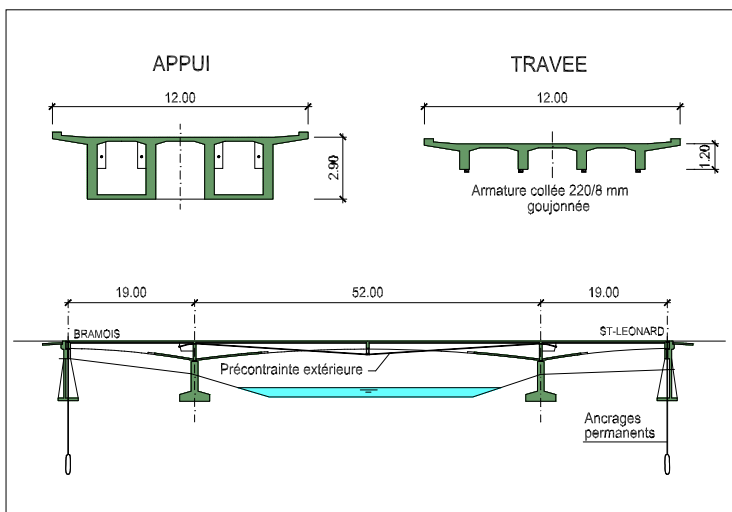 APPUI
TRAVEE
12.00
12.00
2.90
1.20
Armature collée 220/8 mm
goujonnée
19.00
52.00
19.00
BRAMOIS
ST-LEONARD
Précontrainte extérieure
Ancrages
permanents